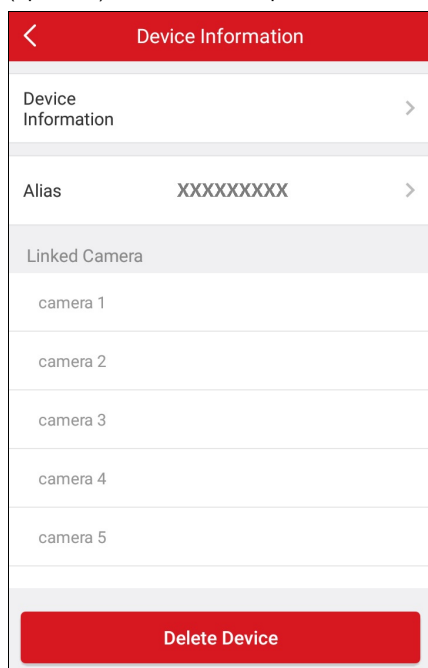 Device Information
Device
Information
Alias XXXXXXXXX
Linked Camera
camera 1
camera 2
camera 3
camera 4
camera 5
Delete Device